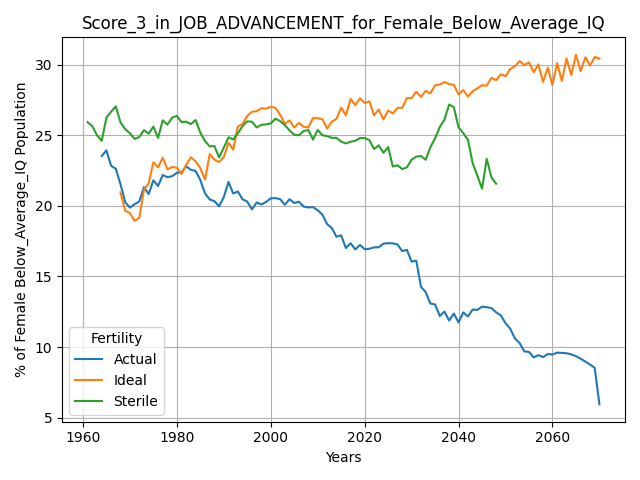 Score_3_in_JOB_ADVANCEMENT_for_Female_Below_Average_IQ
% of Female Below_Average_IQ Population
30
25
20
15
10
5
Fertility
Actual
Ideal
Sterile
1960 1980 2000 2020 2040 2060
Years